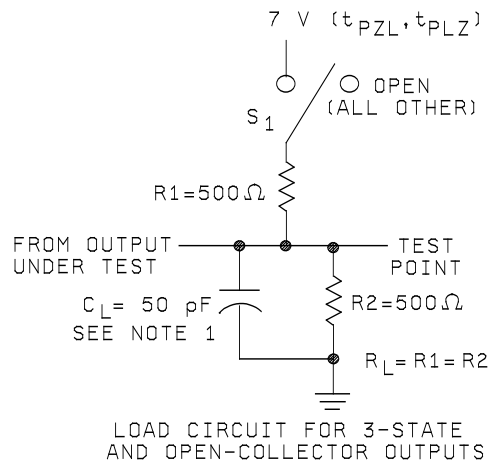 7 V (tPZL, tPLZ)
OPEN
(ALL OTHER)
S1
R1=500Ω
FROM OUTPUT
UNDER TEST
TEST
POINT
CL= 50 pF
SEE NOTE 1
R2=500Ω
RL= R1= R2
LOAD CIRCUIT FOR 3-STATE
AND OPEN-COLLECTOR OUTPUTS